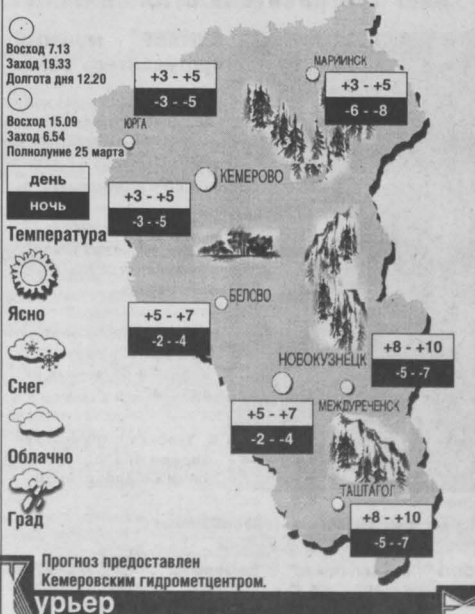 Восход 7.13
Заход 19.33
Долгота дня 12.20
Восход 15.09
Заход 6.54
Полнолуние 25 марта
день
ночь
Температура
Ясно
Снег
Облачно
Град
+3 - +5
-3 - -5
ЮРГА
МАРИИНСК
+3 - +5
-6 - -8
КЕМЕРОВО
+3 - +5
-3 - -5
БЕЛОВО
+5 - +7
-2 - -4
НОВОКУЗНЕЦК
+8 - +10
-5 - -7
МЕЖДУРЕЧЕНСК
+5 - +7
-2 - -4
ТАШТАГОЛ
+8 - +10
-5 - -7
Прогноз предоставлен
Кемеровским гидрометцентром.
Курьер